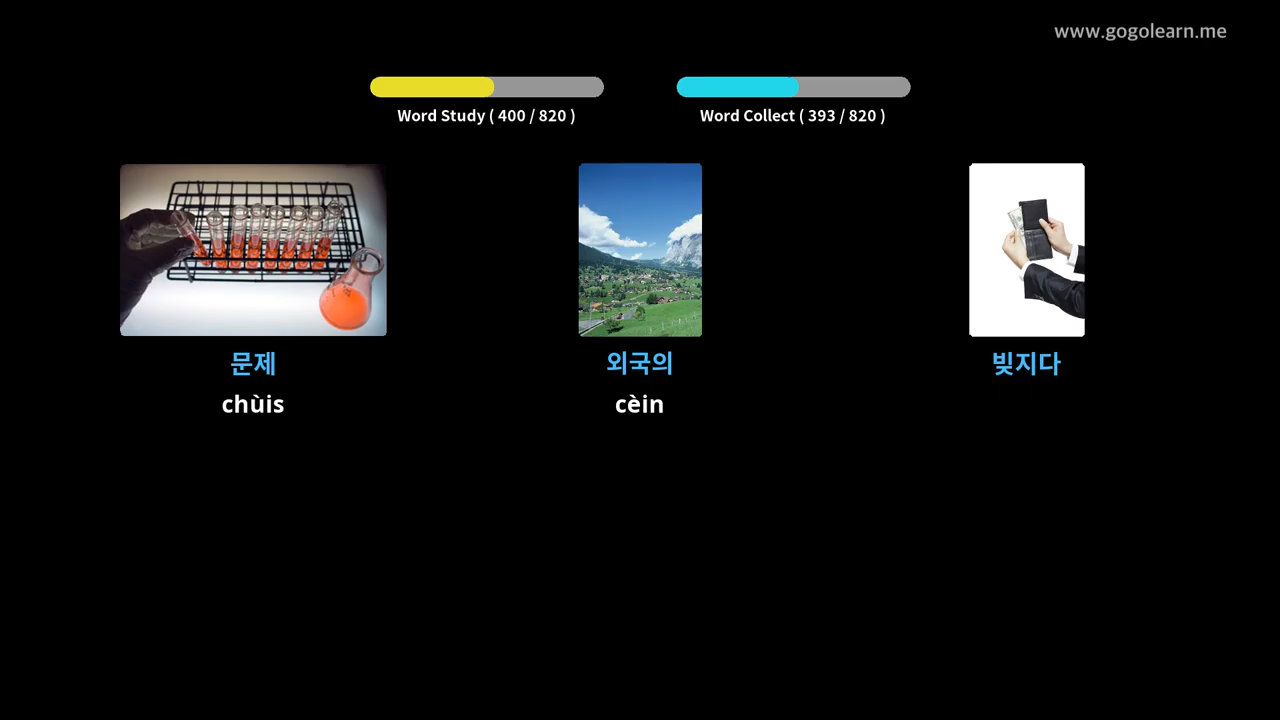 www.gogolearn.me
Word Study ( 400 / 820 )
Word Collect ( 393 / 820 )
문제
외국의
빚지다
chùis
cèin